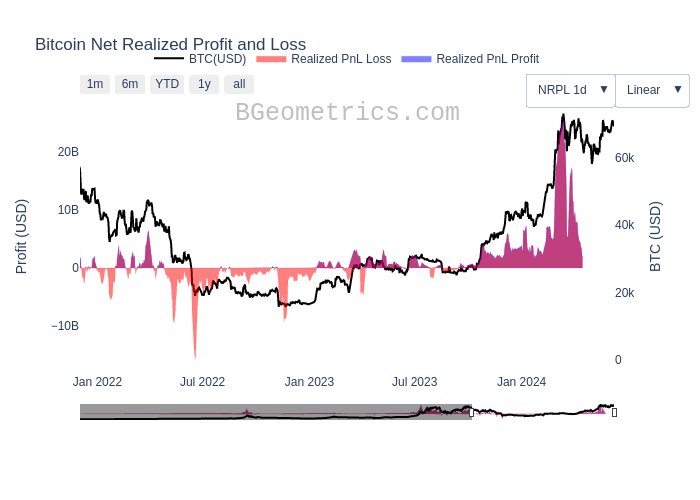 Bitcoin Net Realized Profit and Loss
BTC(USD) Realized PnL Loss Realized PnL Profit
1m 6m YTD 1y all NRPL 1d ▼ Linear ▼
BGeometrics.com
20B
10B
0
−10B
Profit (USD)
60k
40k
20k
0
BTC (USD)
Jan 2022 Jul 2022 Jan 2023 Jul 2023 Jan 2024